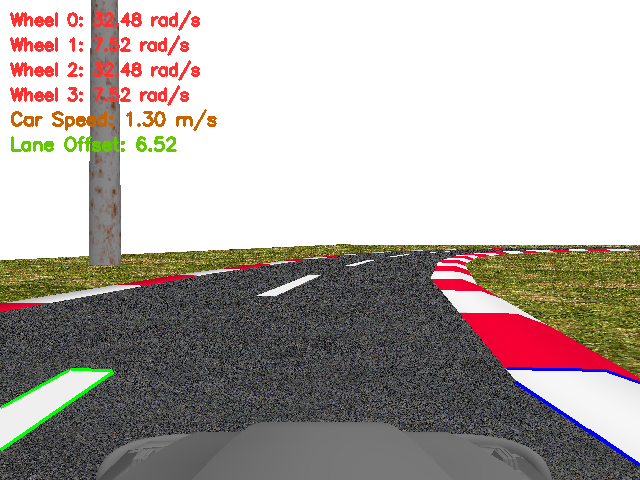 Wheel 0: 32.48 rad/s
Wheel 1: 7.52 rad/s
Wheel 2: 32.48 rad/s
Wheel 3: 7.52 rad/s
Car Speed: 1.30 m/s
Lane Offset: 6.52